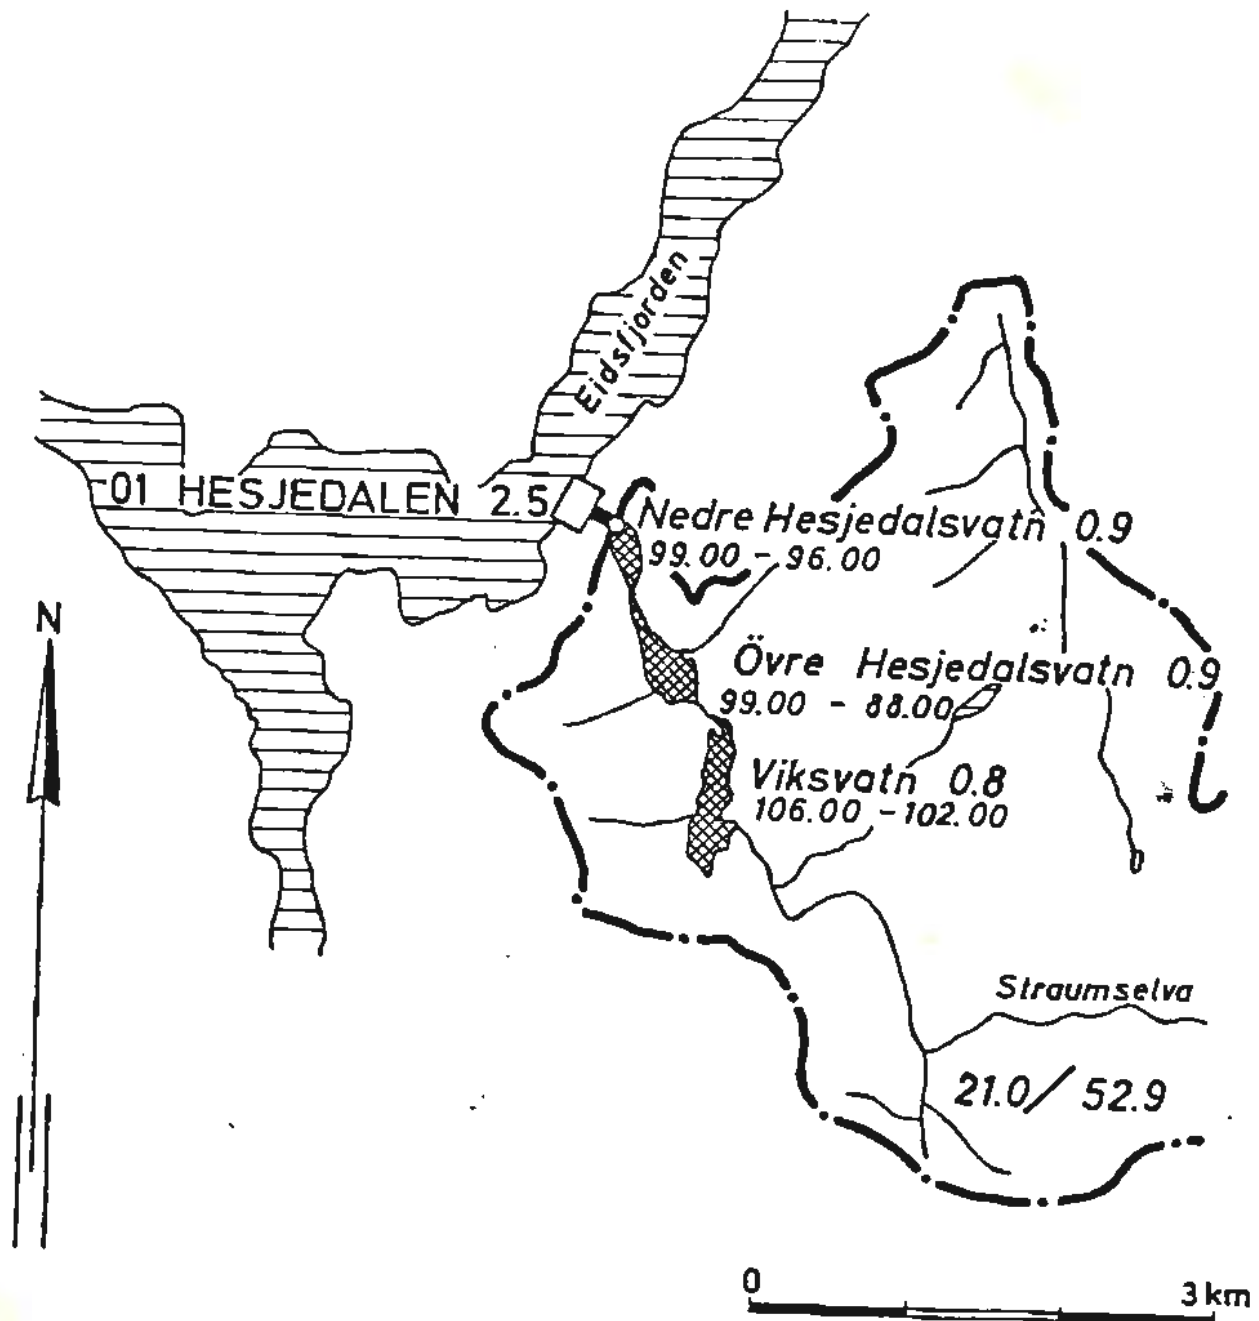 Eidsfjorden
01 HESJEDALEN 2.5
Nedre Hesjedalsvatn 0.9
99.00 - 96.00
N
Övre Hesjedalsvatn 0.9
99.00 - 88.00
Viksvatn 0.8
106.00 - 102.00
Straumselva
21.0 / 52.9
0 3 km